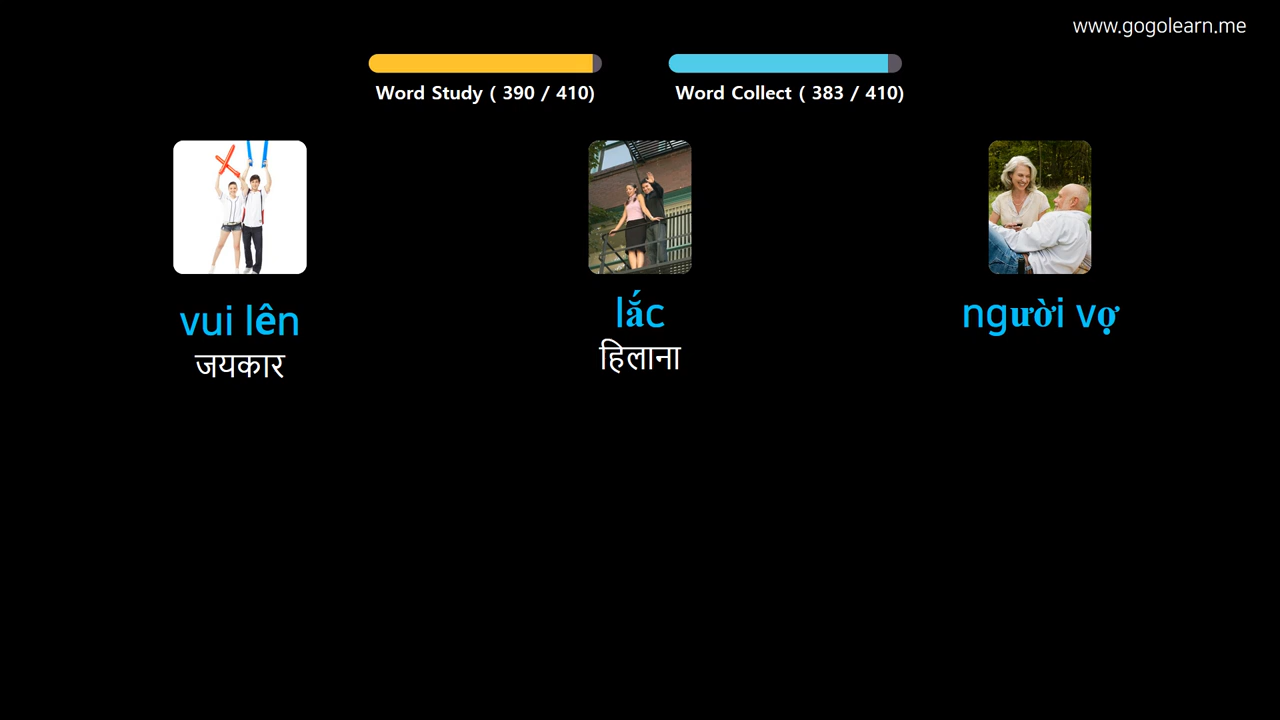 www.gogolearn.me
Word Study ( 390 / 410)
Word Collect ( 383 / 410)
vui lên
जयकार
lắc
हिलाना
người vợ